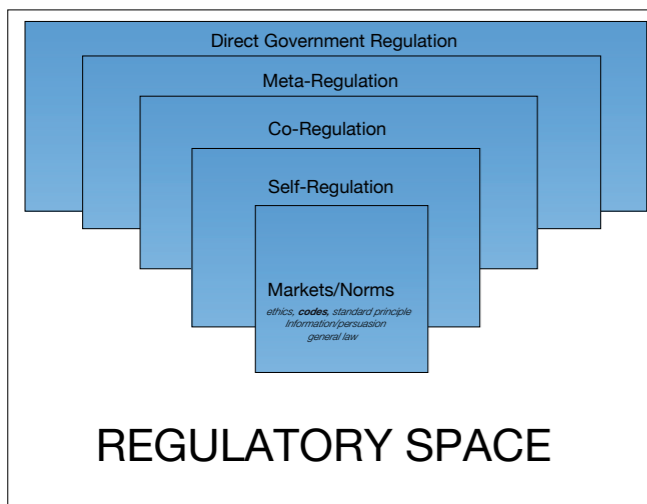 Direct Government Regulation
Meta-Regulation
Co-Regulation
Self-Regulation
Markets/Norms
ethics, codes, standard principle
Information/persuasion
general law
REGULATORY SPACE